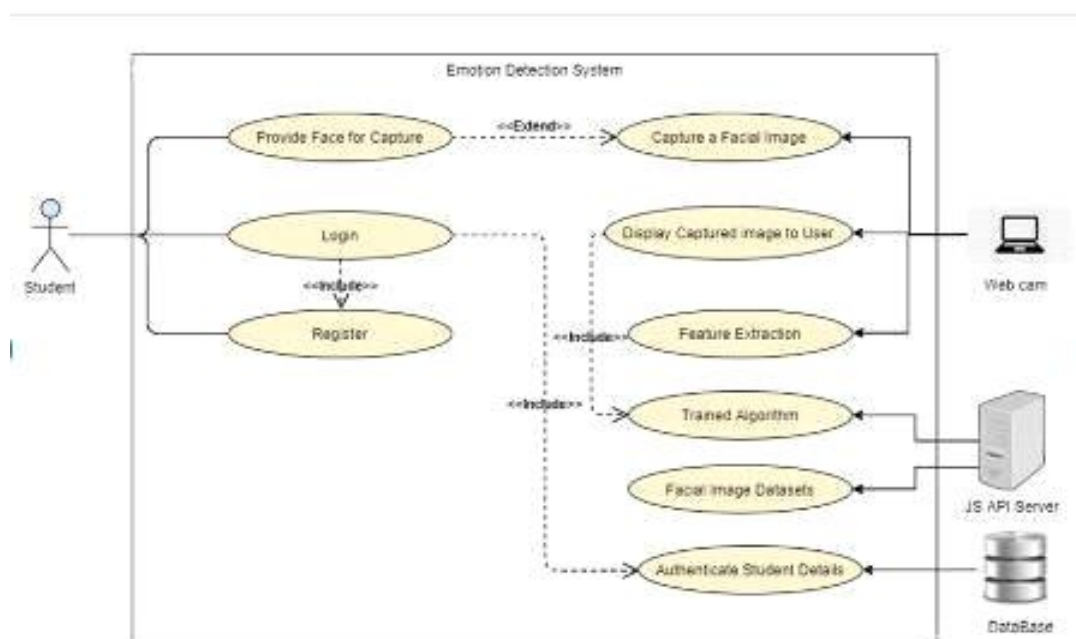 Emotion Detection System
Provide Face for Capture
<<Extend>>
Capture a Facial Image
Student
Login
Display Captured image to User
Web cam
<<Include>>
Register
<<Include>>
Feature Extraction
<<Include>>
Trained Algorithm
Facial Image Datasets
JS API Server
Authenticate Student Details
DataBase